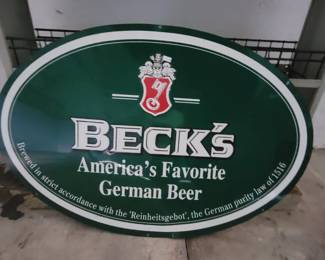 BECK'S
America's Favorite
German Beer
Brewed in strict accordance with the 'Reinheitsgebot', the German purity law of 1516